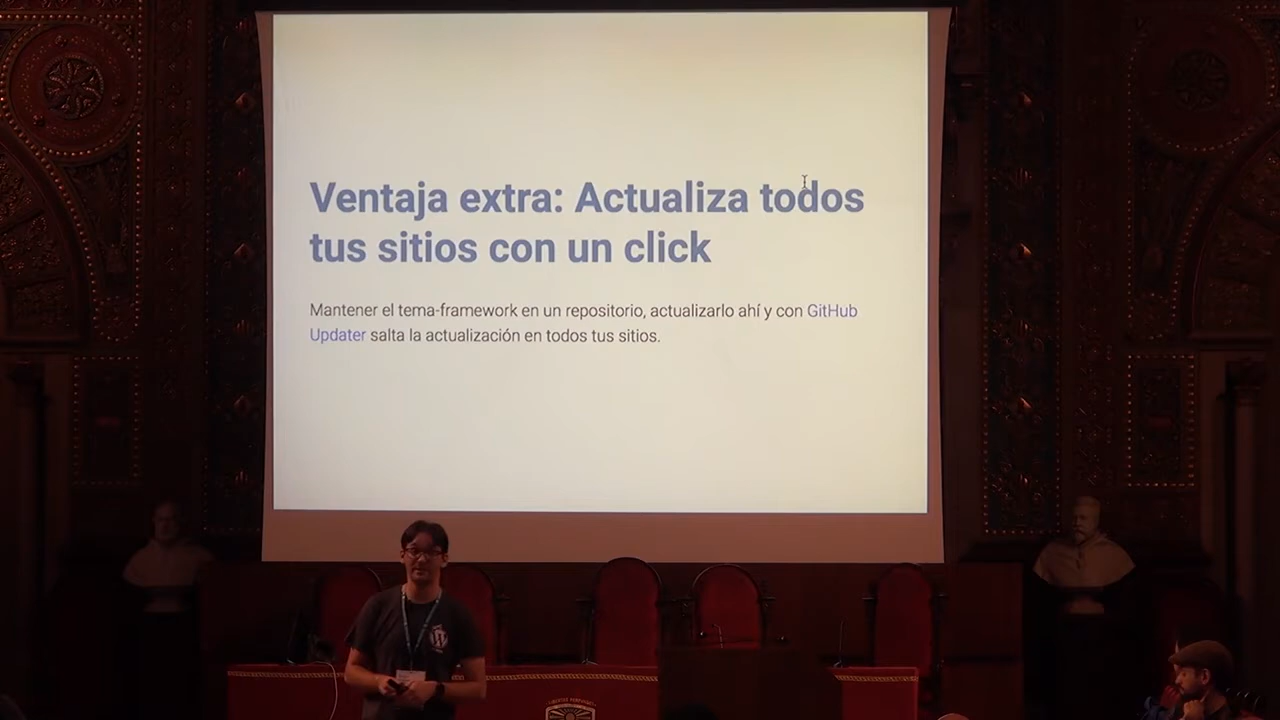 Ventaja extra: Actualiza todos
tus sitios con un click
Mantener el tema-framework en un repositorio, actualizarlo ahí y con GitHub
Updater salta la actualización en todos tus sitios.